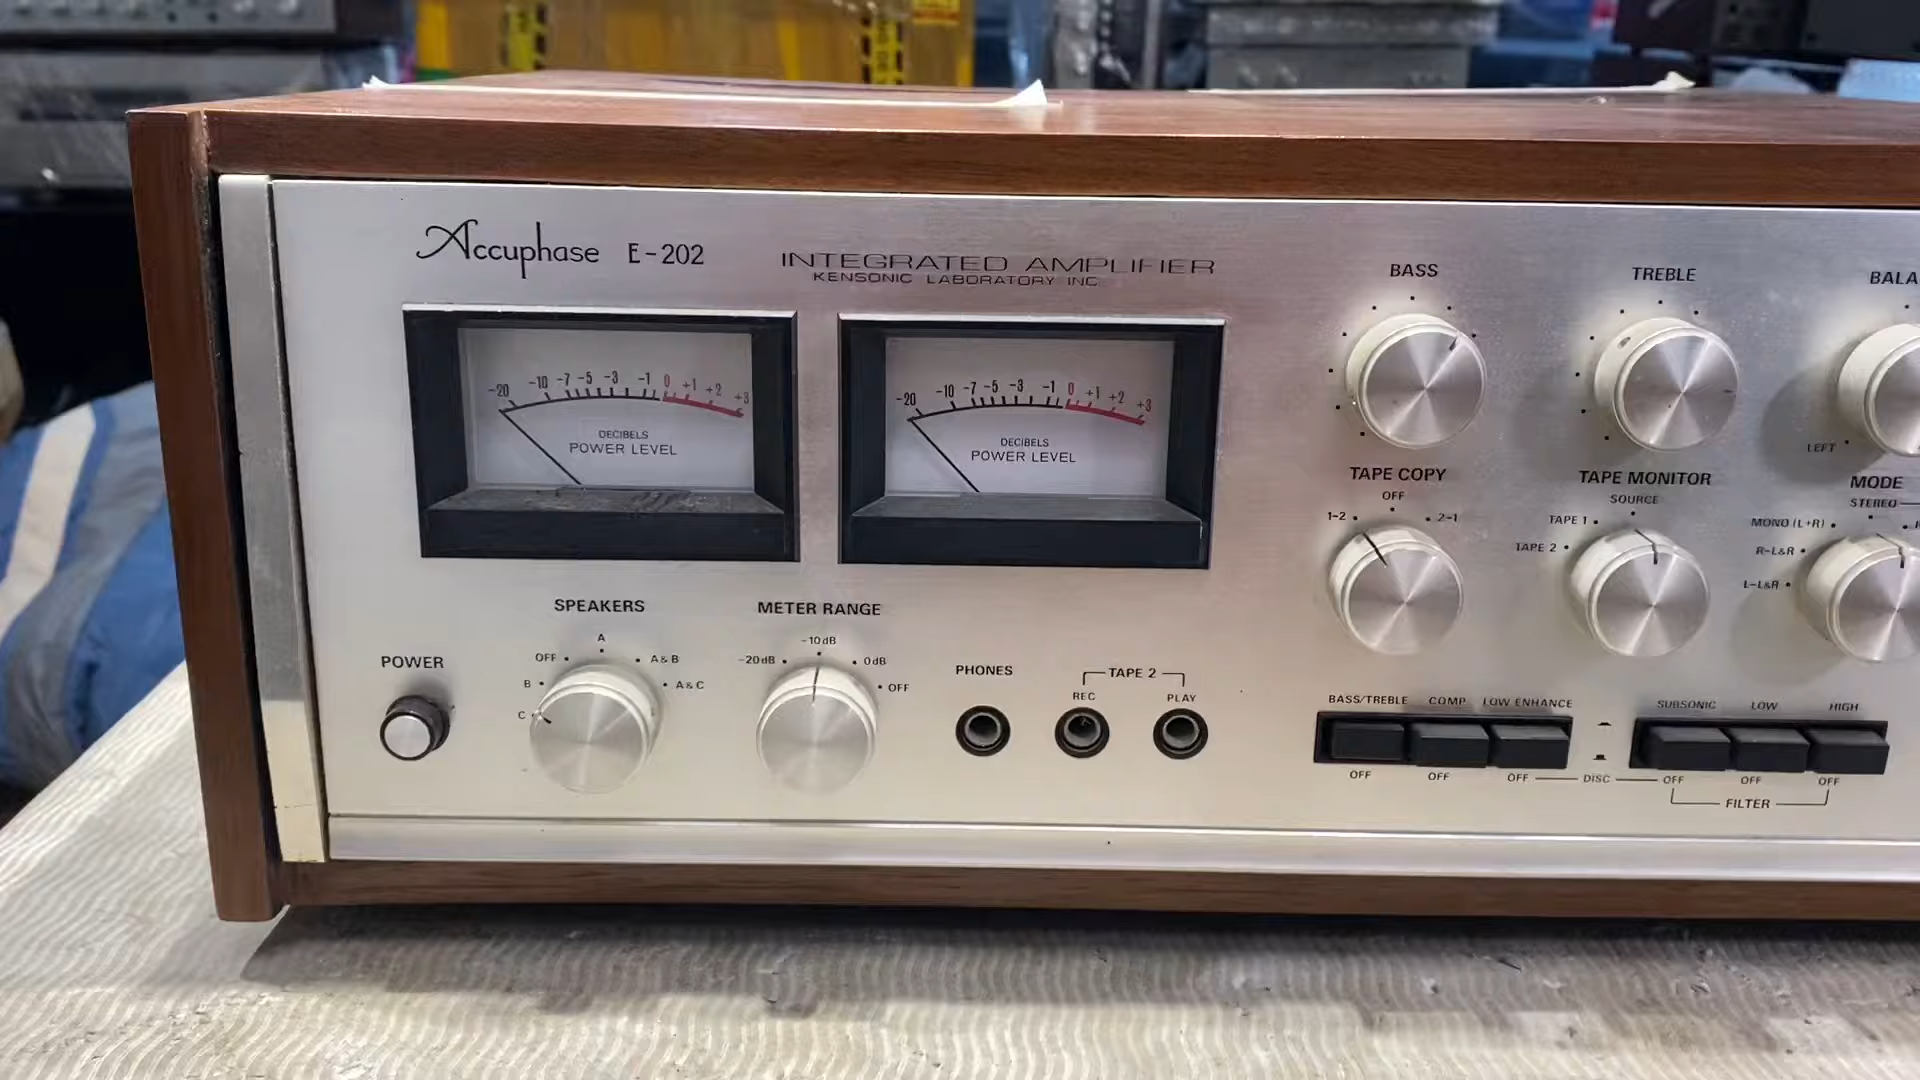 Accuphase E-202
INTEGRATED AMPLIFIER
KENSONIC LABORATORY INC.
-20 -10 -7 -5 -3 -1 0 +1 +2 +3
DECIBELS
POWER LEVEL
-20 -10 -7 -5 -3 -1 0 +1 +2 +3
DECIBELS
POWER LEVEL
BASS
TREBLE
BALA
LEFT
TAPE COPY
OFF
1-2
2-1
TAPE MONITOR
SOURCE
TAPE 1
TAPE 2
MODE
STEREO
MONO (L+R)
R-L&R
L-L&R
POWER
SPEAKERS
A
OFF
A & B
B
A & C
C
METER RANGE
-10dB
-20dB
0dB
OFF
PHONES
TAPE 2
REC
PLAY
BASS/TREBLE COMP LOW ENHANCE
OFF OFF OFF DISC
SUBSONIC LOW HIGH
OFF OFF OFF
FILTER